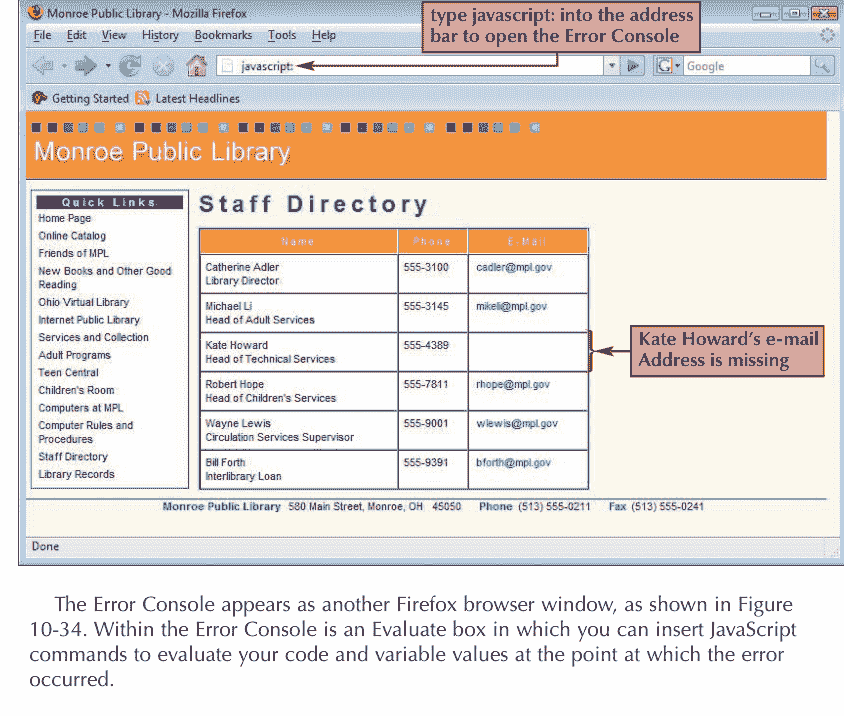 Monroe Public Library - Mozilla Firefox
type javascript: into the address
bar to open the Error Console
File Edit View History Bookmarks Tools Help
javascript:
Google
Getting Started Latest Headlines
Monroe Public Library
Quick Links
Home Page
Online Catalog
Friends of MPL
New Books and Other Good
Reading
Ohio Virtual Library
Internet Public Library
Services and Collection
Adult Programs
Teen Central
Children's Room
Computers at MPL
Computer Rules and
Procedures
Staff Directory
Library Records
Staff Directory
Name Phone E-Mail
Catherine Adler 555-3100 cadler@mpl.gov
Library Director
Michael Li 555-3145 mikeli@mpl.gov
Head of Adult Services
Kate Howard 555-4389
Head of Technical Services
Robert Hope 555-7811 rhope@mpl.gov
Head of Children's Services
Wayne Lewis 555-9001 wlewis@mpl.gov
Circulation Services Supervisor
Bill Forth 555-9391 bforth@mpl.gov
Interlibrary Loan
Kate Howard's e-mail
Address is missing
Monroe Public Library 580 Main Street, Monroe, OH 45050 Phone (513) 555-0211 Fax (513) 555-0241
Done
The Error Console appears as another Firefox browser window, as shown in Figure
10-34. Within the Error Console is an Evaluate box in which you can insert JavaScript
commands to evaluate your code and variable values at the point at which the error
occurred.